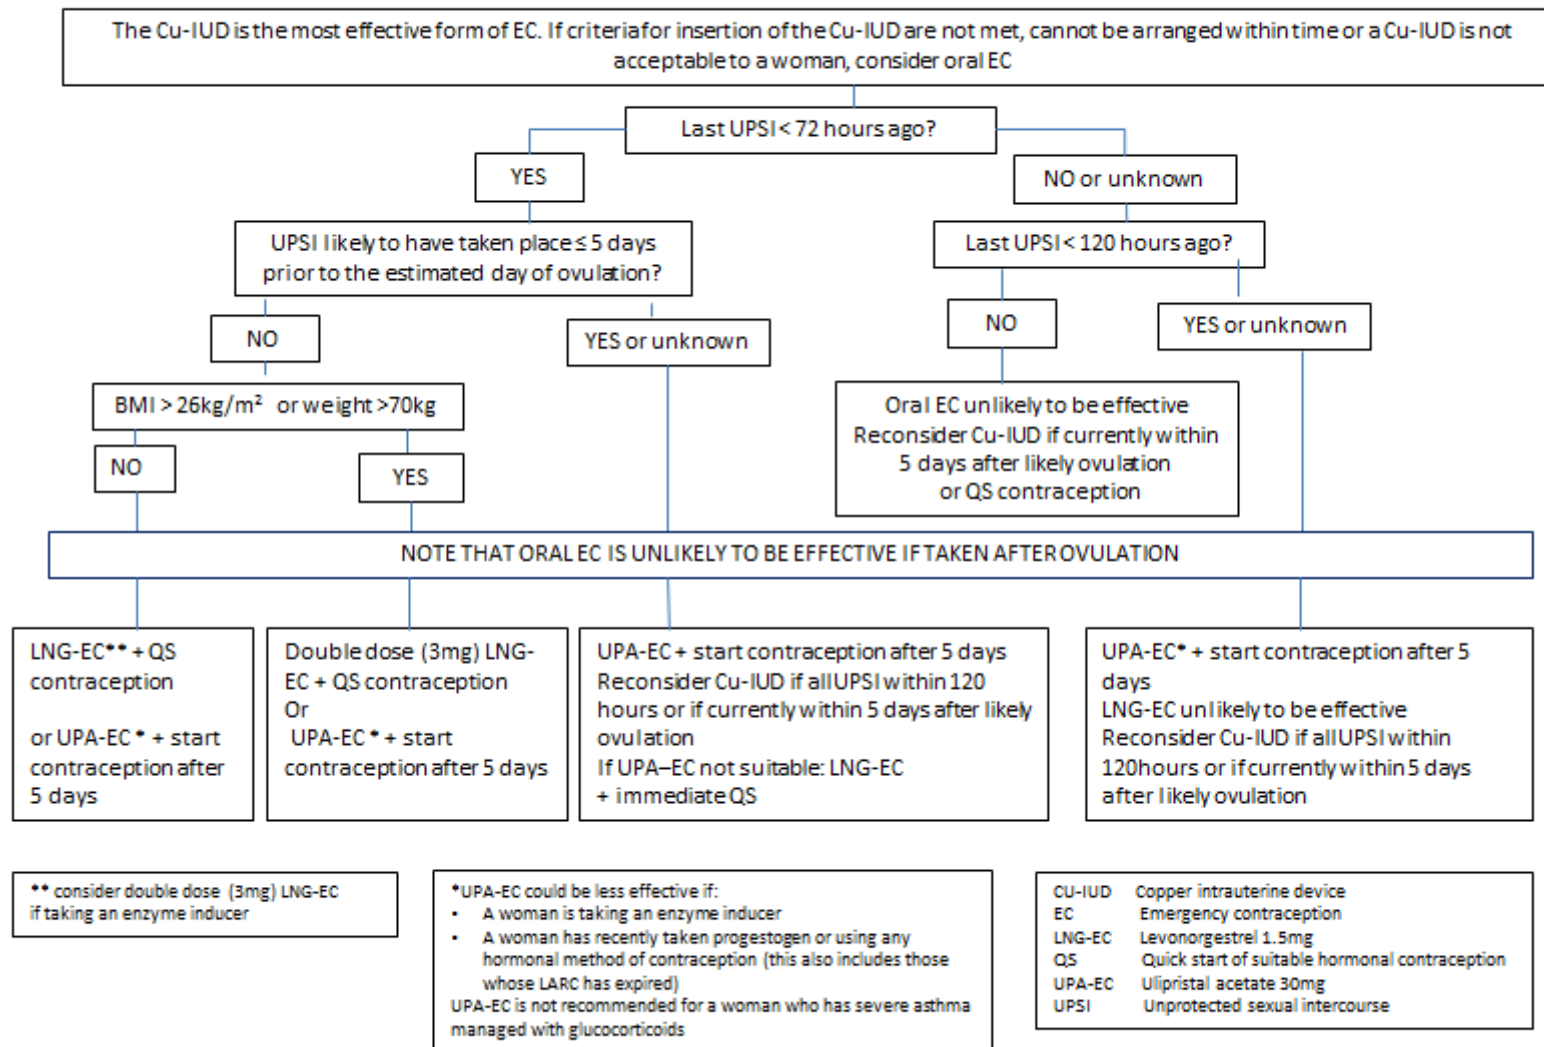 The Cu-IUD is the most effective form of EC. If criteria for insertion of the Cu-IUD are not met, cannot be arranged within time or a Cu-IUD is not
acceptable to a woman, consider oral EC
Last UPSI < 72 hours ago?
YES
NO or unknown
UPSI likely to have taken place ≤ 5 days
prior to the estimated day of ovulation?
Last UPSI < 120 hours ago?
NO
YES or unknown
NO
YES or unknown
BMI > 26kg/m² or weight >70kg
NO
YES
Oral EC unlikely to be effective
Reconsider Cu-IUD if currently within
5 days after likely ovulation
or QS contraception
NOTE THAT ORAL EC IS UNLIKELY TO BE EFFECTIVE IF TAKEN AFTER OVULATION
LNG-EC** + QS
contraception
or UPA-EC * + start
contraception after
5 days
Double dose (3mg) LNG-
EC + QS contraception
Or
UPA-EC * + start
contraception after 5 days
UPA-EC + start contraception after 5 days
Reconsider Cu-IUD if all UPSI within 120
hours or if currently within 5 days after likely
ovulation
If UPA–EC not suitable: LNG-EC
+ immediate QS
UPA-EC* + start contraception after 5
days
LNG-EC unlikely to be effective
Reconsider Cu-IUD if all UPSI within
120hours or if currently within 5 days
after likely ovulation
** consider double dose (3mg) LNG-EC
if taking an enzyme inducer
*UPA-EC could be less effective if:
• A woman is taking an enzyme inducer
• A woman has recently taken progestogen or using any
hormonal method of contraception (this also includes those
whose LARC has expired)
UPA-EC is not recommended for a woman who has severe asthma
managed with glucocorticoids
CU-IUD Copper intrauterine device
EC Emergency contraception
LNG-EC Levonorgestrel 1.5mg
QS Quick start of suitable hormonal contraception
UPA-EC Ulipristal acetate 30mg
UPSI Unprotected sexual intercourse